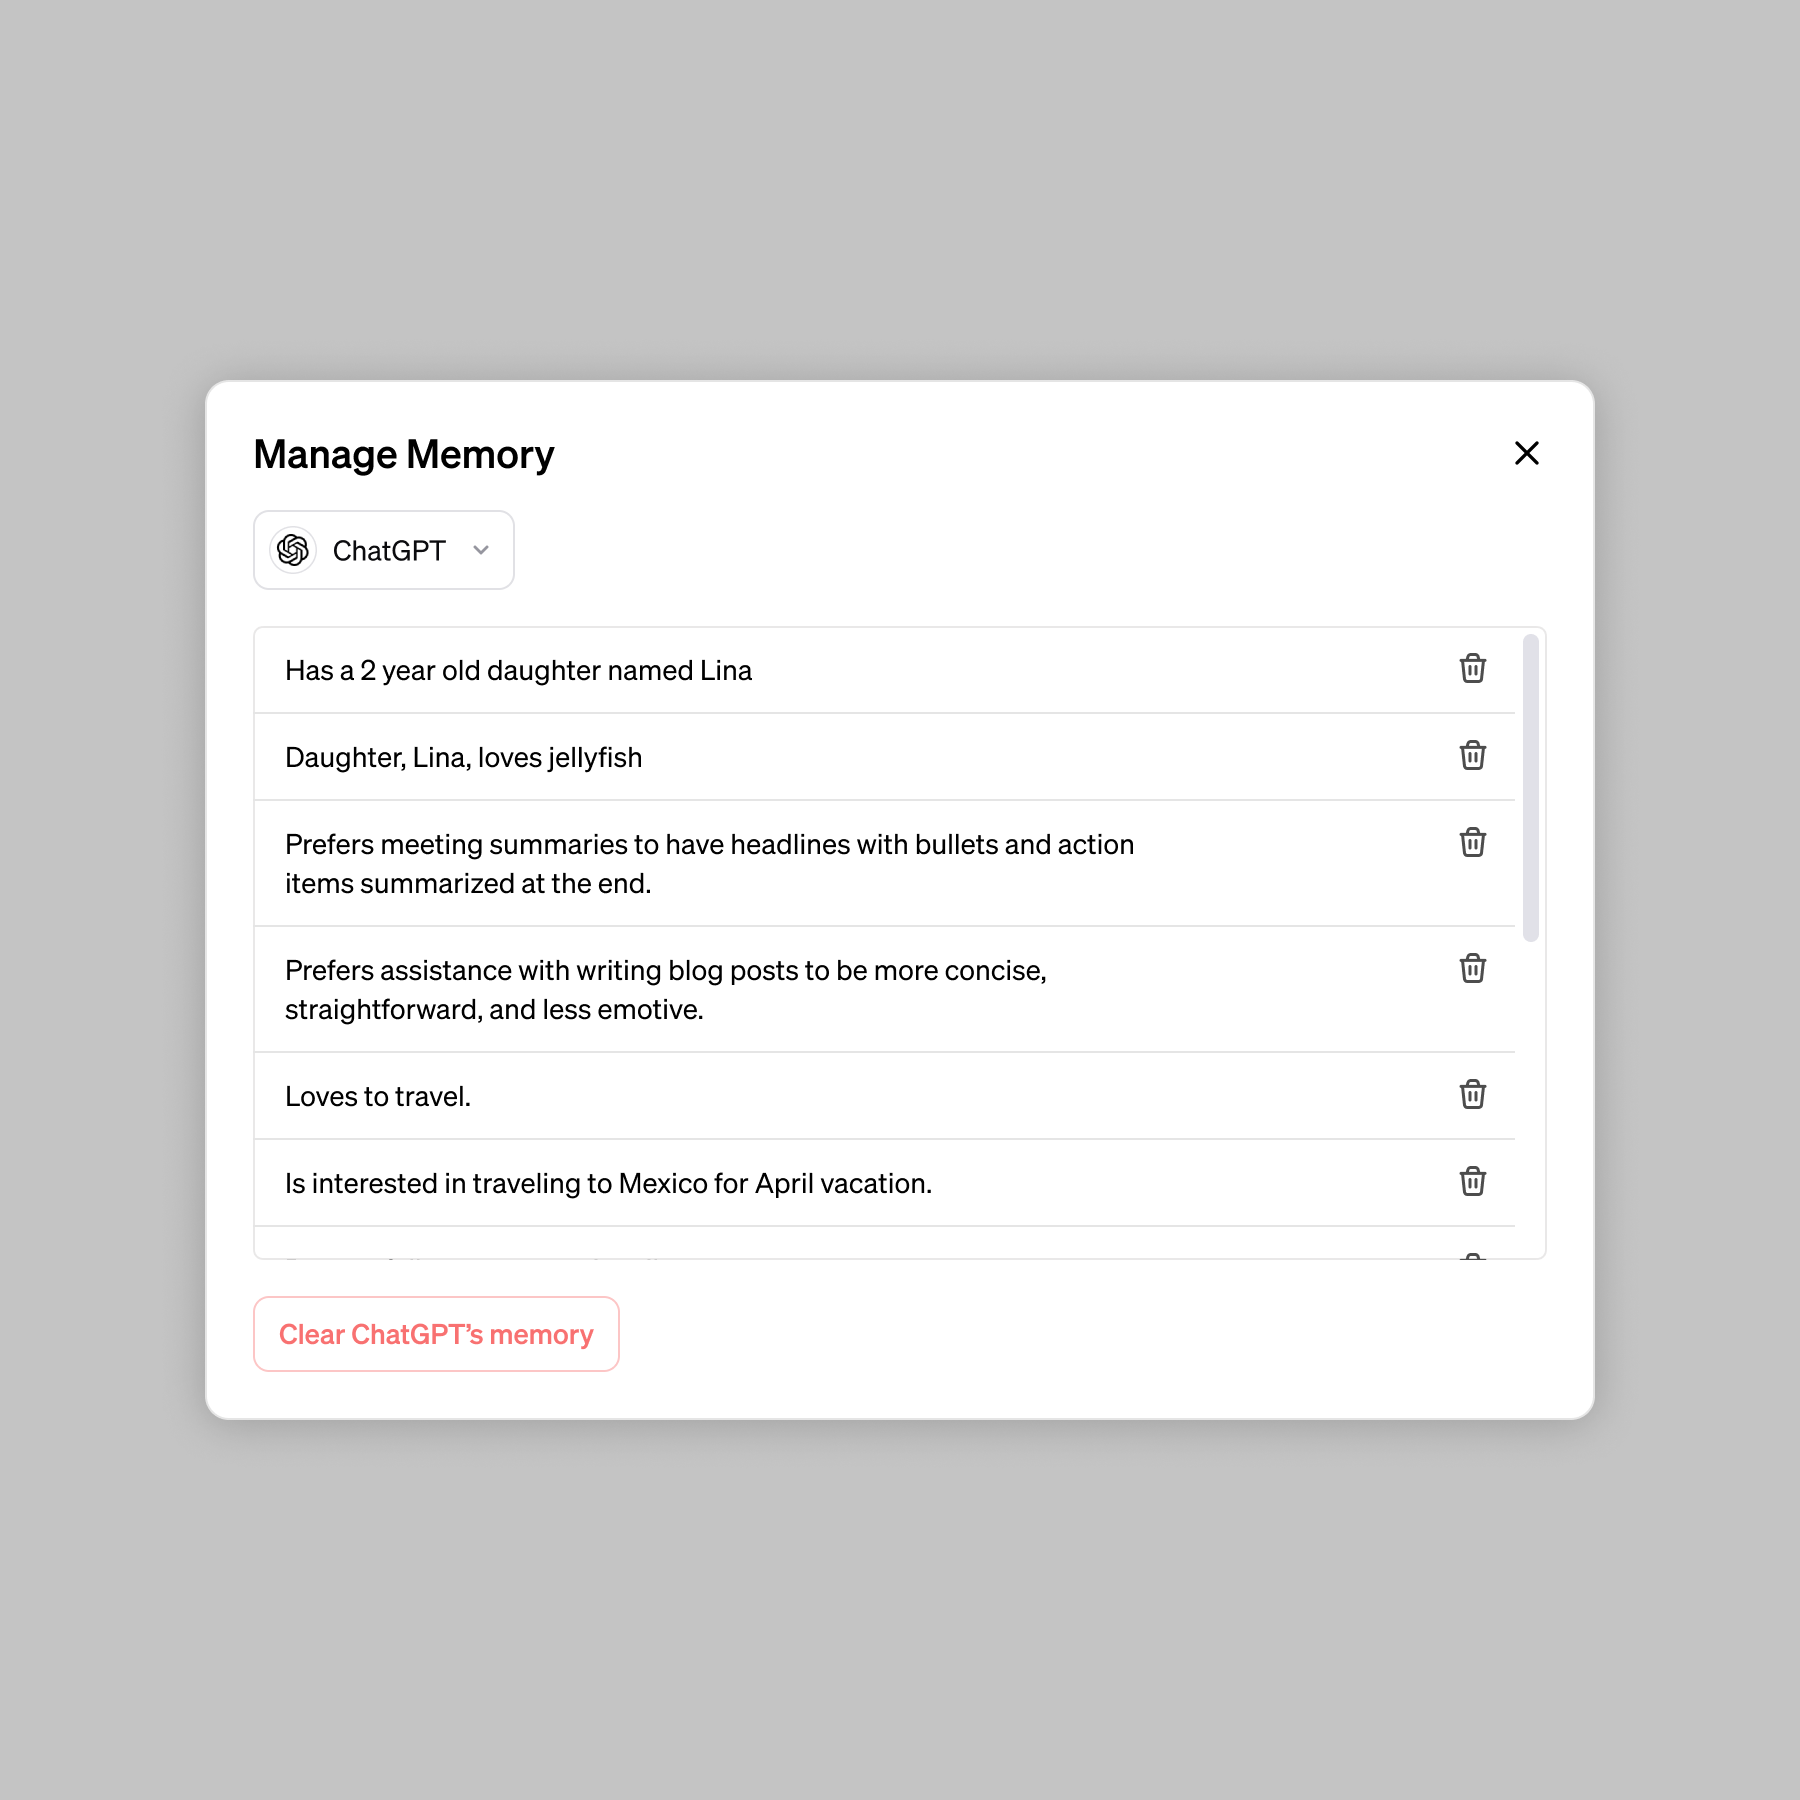 Manage Memory
ChatGPT
Has a 2 year old daughter named Lina
Daughter, Lina, loves jellyfish
Prefers meeting summaries to have headlines with bullets and action
items summarized at the end.
Prefers assistance with writing blog posts to be more concise,
straightforward, and less emotive.
Loves to travel.
Is interested in traveling to Mexico for April vacation.
Clear ChatGPT’s memory